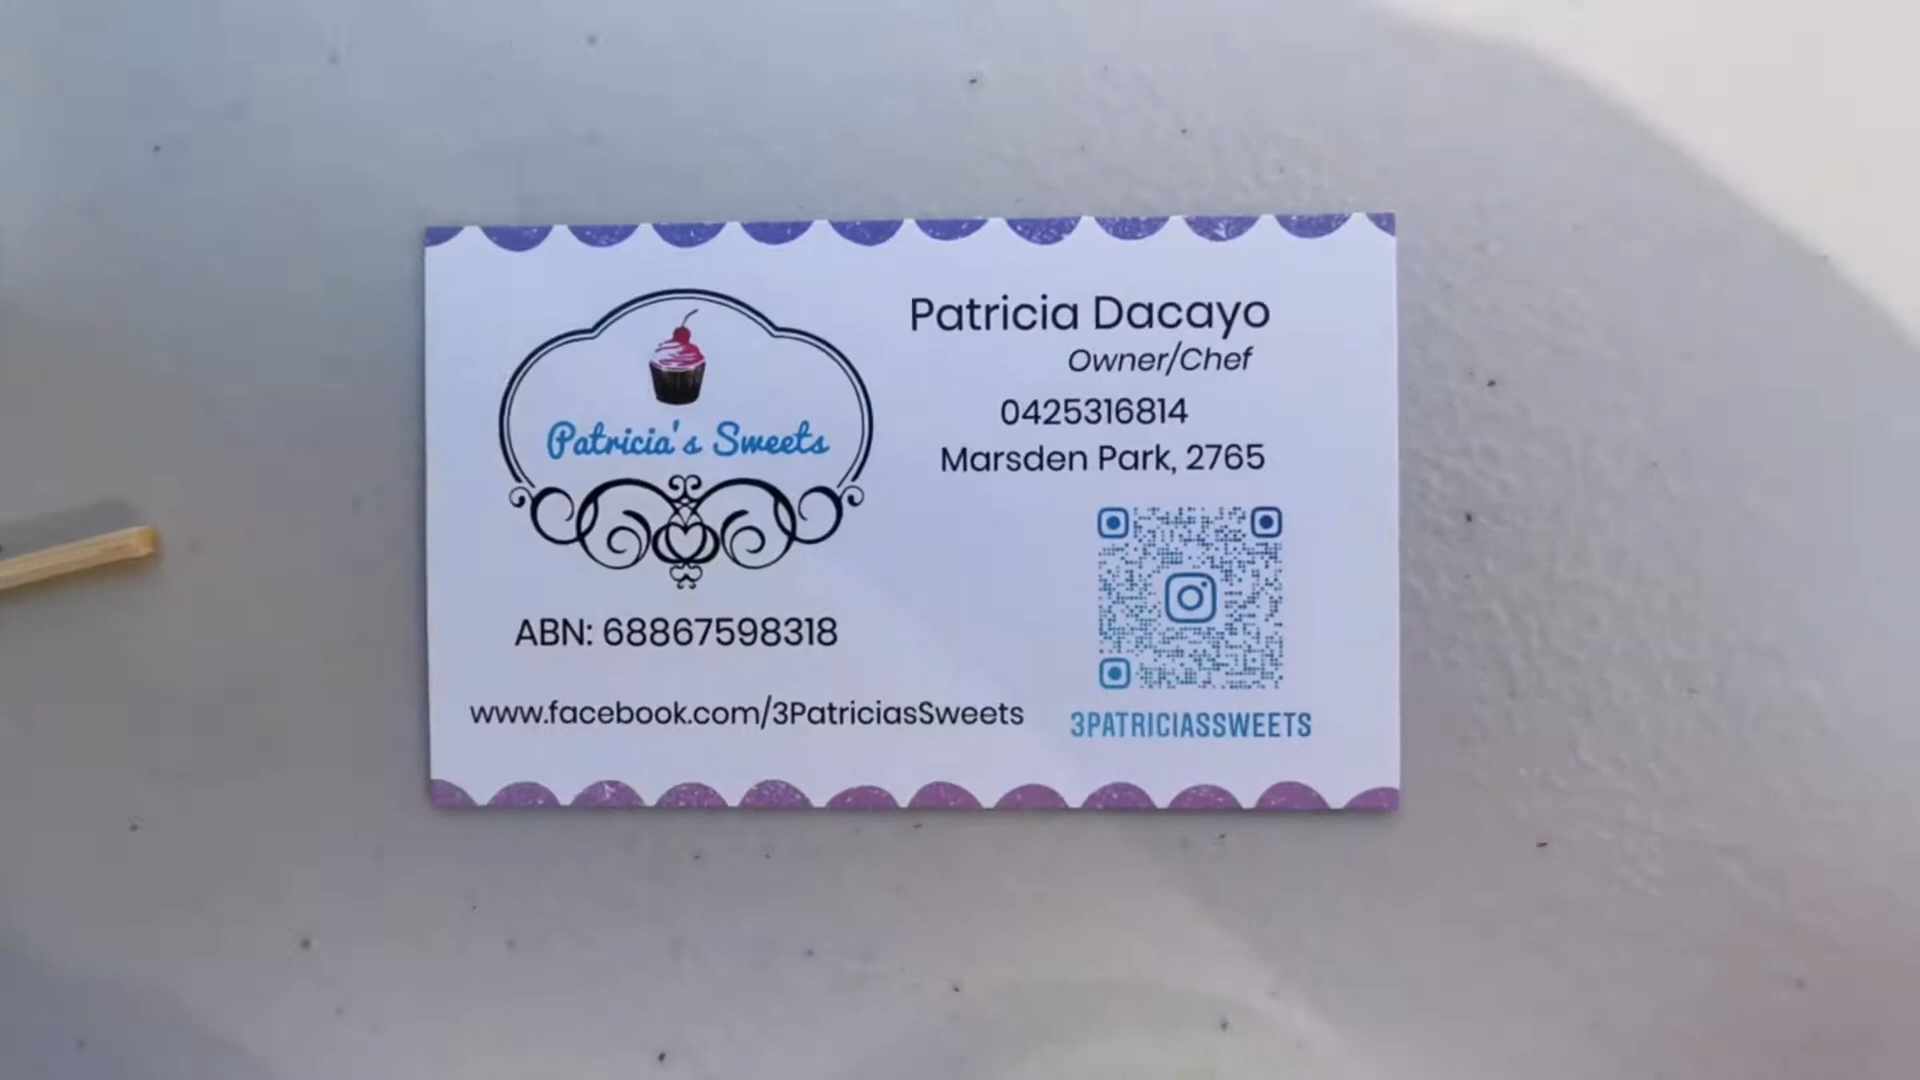 Patricia's Sweets
ABN: 68867598318
www.facebook.com/3PatriciasSweets
Patricia Dacayo
Owner/Chef
0425316814
Marsden Park, 2765
3PATRICIASSWEETS